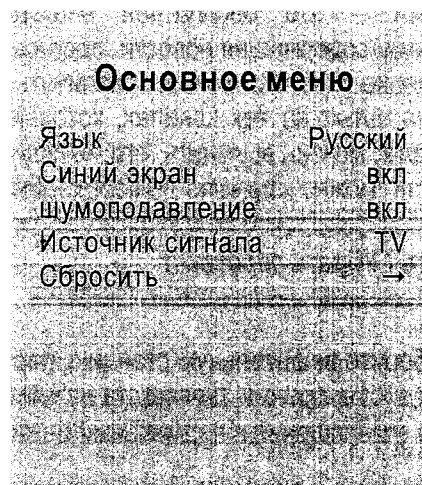 Основное меню
Язык Русский
Синий экран вкл
шумоподавление вкл
Источник сигнала TV
Сбросить →